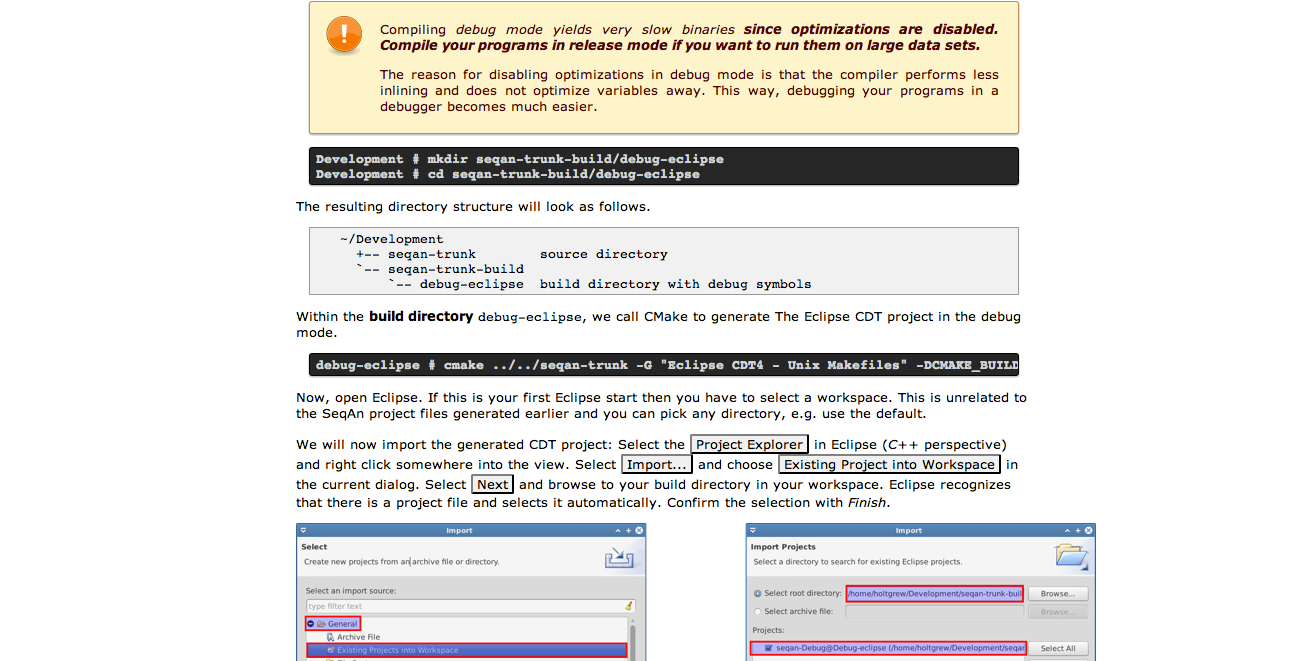 Compiling debug mode yields very slow binaries since optimizations are disabled.
Compile your programs in release mode if you want to run them on large data sets.
The reason for disabling optimizations in debug mode is that the compiler performs less
inlining and does not optimize variables away. This way, debugging your programs in a
debugger becomes much easier.
Development # mkdir seqan-trunk-build/debug-eclipse
Development # cd seqan-trunk-build/debug-eclipse
The resulting directory structure will look as follows.
~/Development
+-- seqan-trunk        source directory
`-- seqan-trunk-build
`-- debug-eclipse  build directory with debug symbols
Within the build directory debug-eclipse, we call CMake to generate The Eclipse CDT project in the debug
mode.
debug-eclipse # cmake ../../seqan-trunk -G "Eclipse CDT4 - Unix Makefiles" -DCMAKE_BUILD
Now, open Eclipse. If this is your first Eclipse start then you have to select a workspace. This is unrelated to
the SeqAn project files generated earlier and you can pick any directory, e.g. use the default.
We will now import the generated CDT project: Select the Project Explorer in Eclipse (C++ perspective)
and right click somewhere into the view. Select Import... and choose Existing Project into Workspace in
the current dialog. Select Next and browse to your build directory in your workspace. Eclipse recognizes
that there is a project file and selects it automatically. Confirm the selection with Finish.
Import
Select
Create new projects from an archive file or directory.
Select an import source:
type filter text
General
Archive File
Existing Projects into Workspace
Import
Import Projects
Select a directory to search for existing Eclipse projects.
Select root directory: /home/holtgrew/Development/seqan-trunk-buil Browse...
Select archive file: Browse...
Projects:
seqan-Debug@Debug-eclipse (/home/holtgrew/Development/seqan Select All